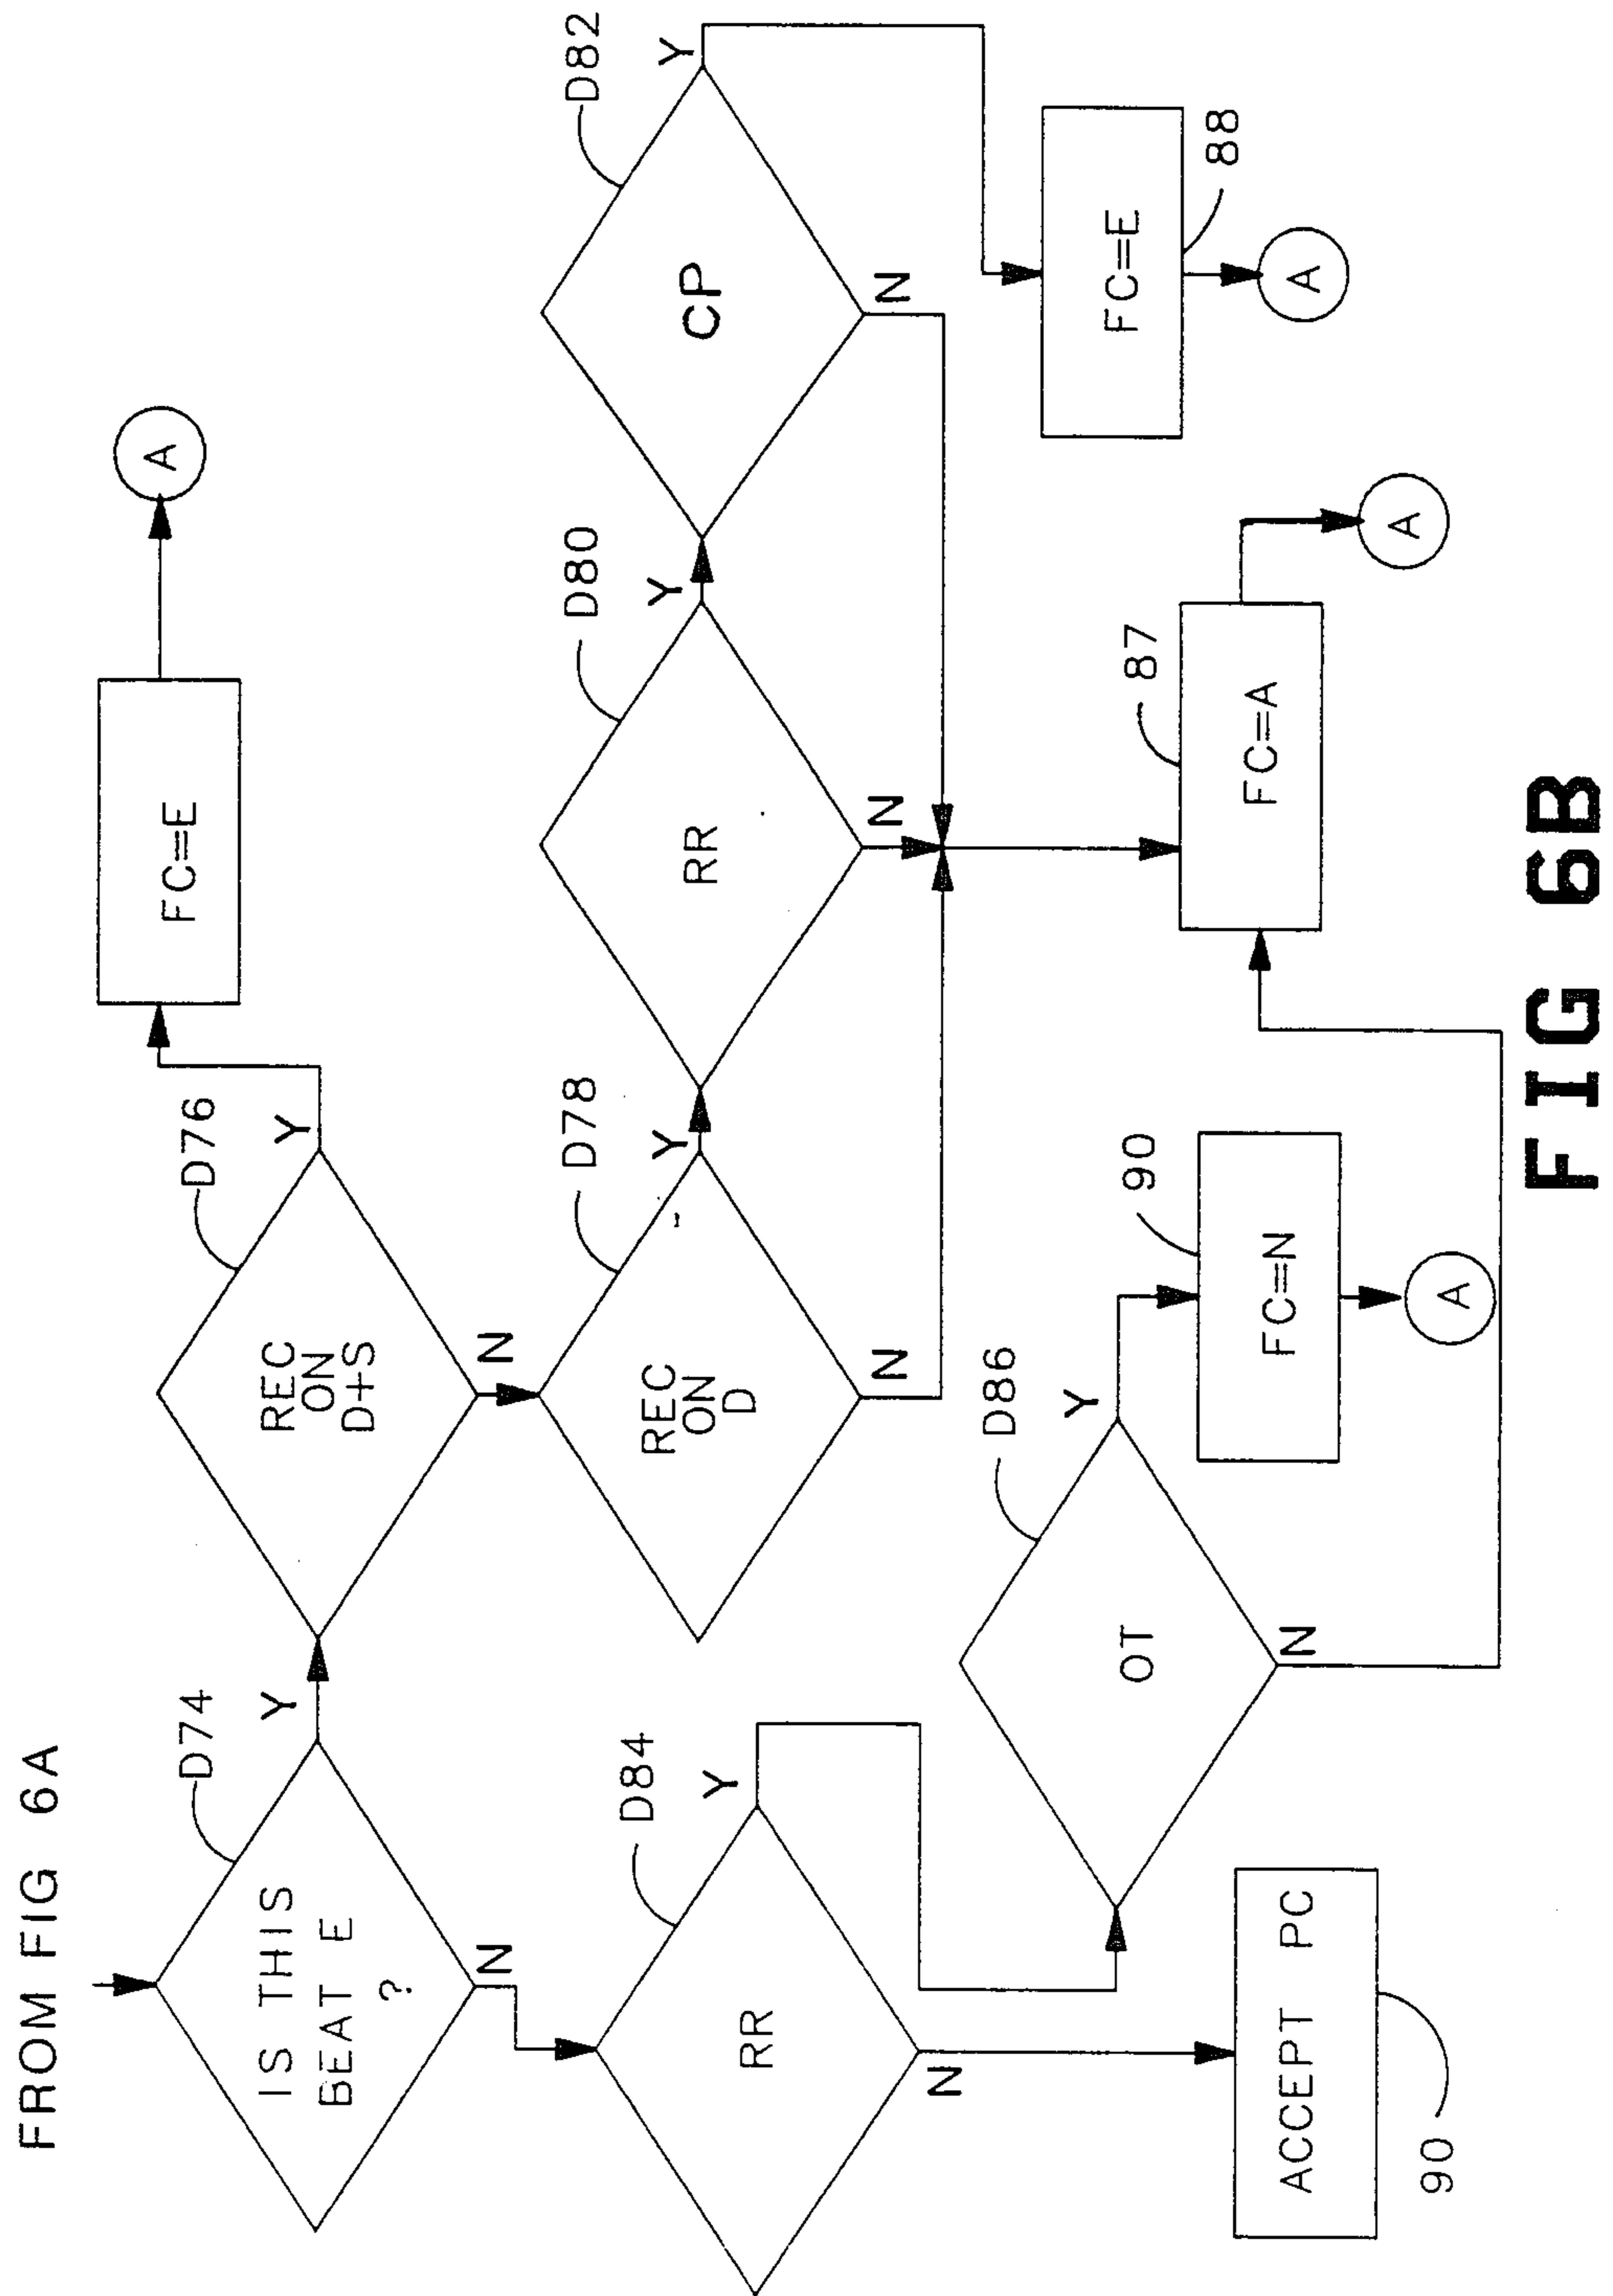 FROM FIG 6A
D74
IS THIS
BEAT E
?
Y
N
D76
REC
ON
D+S
Y
N
FC=E
A
D78
REC
ON
D
Y
N
D80
RR
Y
N
D82
CP
Y
N
FC=E
88
A
87
FC=A
A
D84
RR
Y
N
D86
OT
Y
N
90
FC=N
A
ACCEPT PC
90
FIG 6B